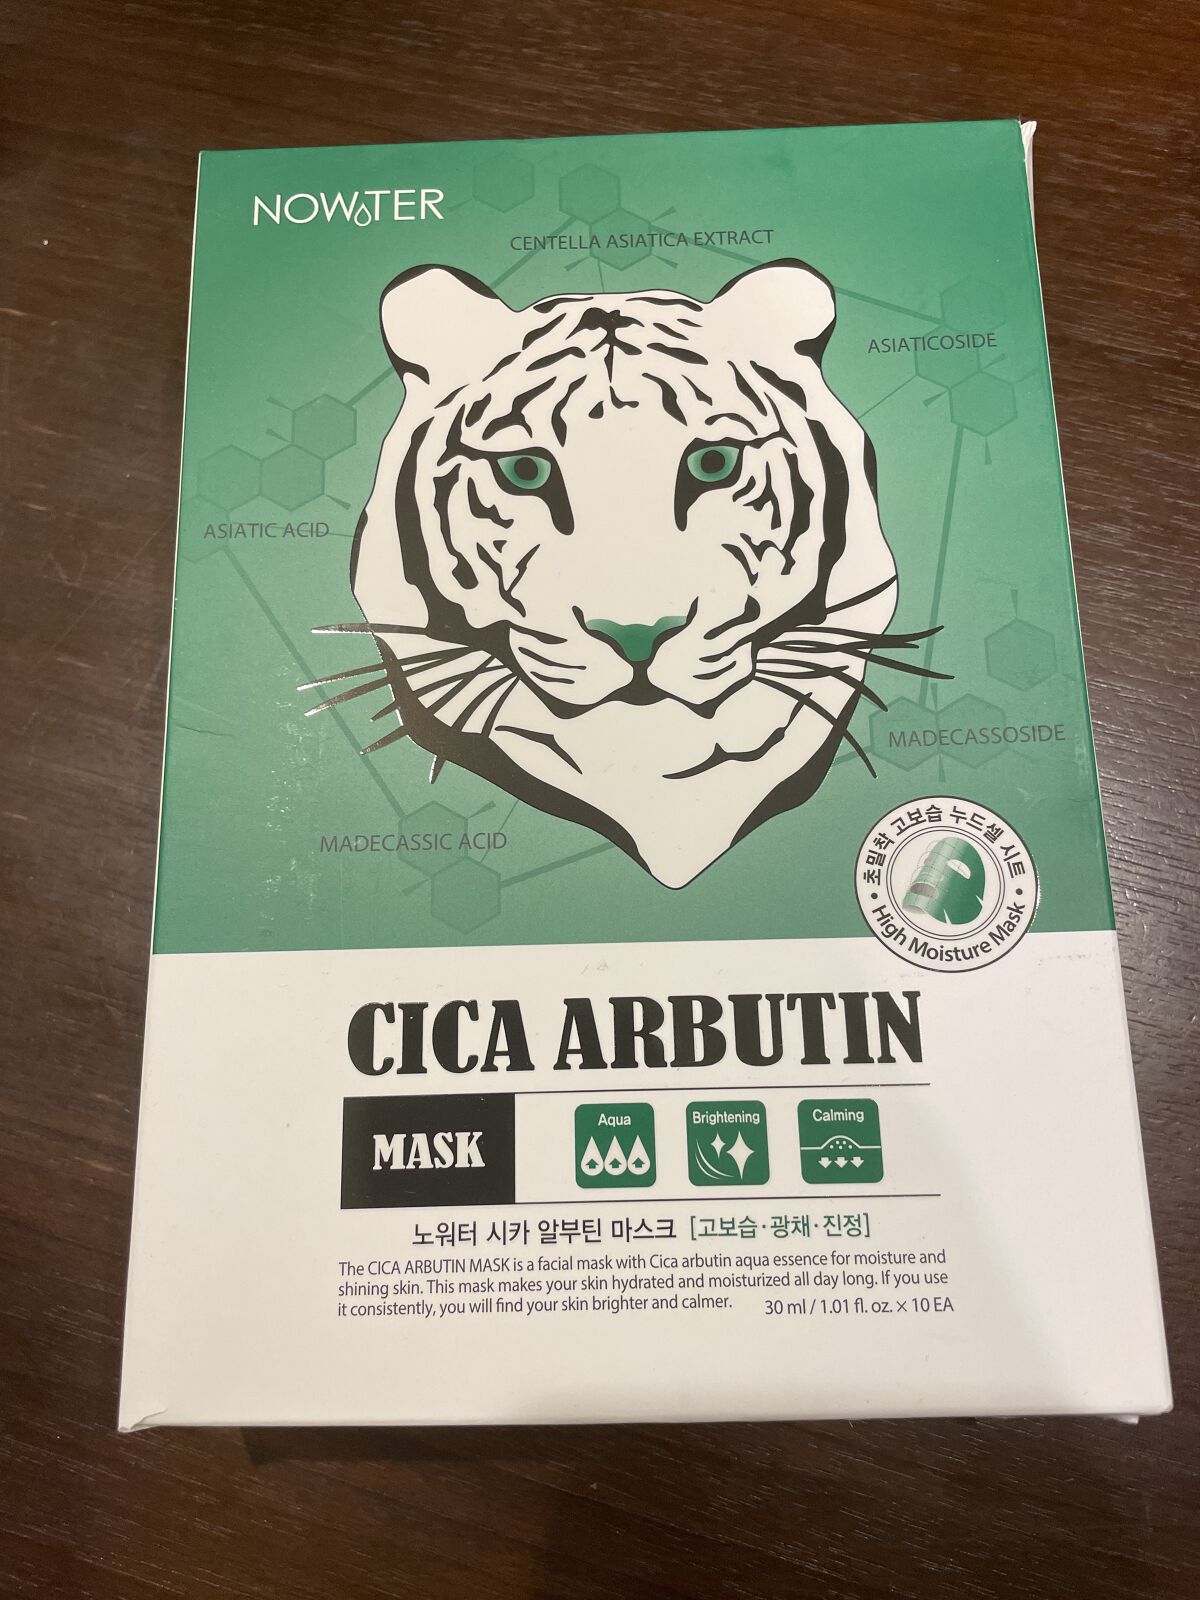 NOWATER
CENTELLA ASIATICA EXTRACT
ASIATICOSIDE
ASIATIC ACID
MADECASSOSIDE
MADECASSIC ACID
초밀착 고보습 누드셀 시트
High Moisture Mask
CICA ARBUTIN
MASK
Aqua
Brightening
Calming
노워터 시카 알부틴 마스크 [고보습·광채·진정]
The CICA ARBUTIN MASK is a facial mask with Cica arbutin aqua essence for moisture and
shining skin. This mask makes your skin hydrated and moisturized all day long. If you use
it consistently, you will find your skin brighter and calmer. 30 ml / 1.01 fl. oz. × 10 EA